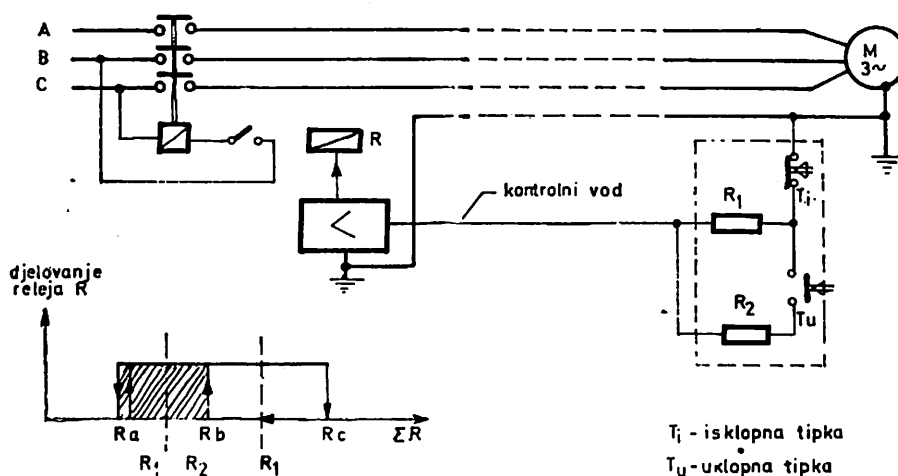 A
B
C
M
3~
R
kontrolni vod
<
R₁
Ti
R₂
Tu
djelovanje
releja R
Ra
Rb
Rc
ΣR
R₁
R₂
R₁
Ti - isklopna tipka
Tu - uklopna tipka